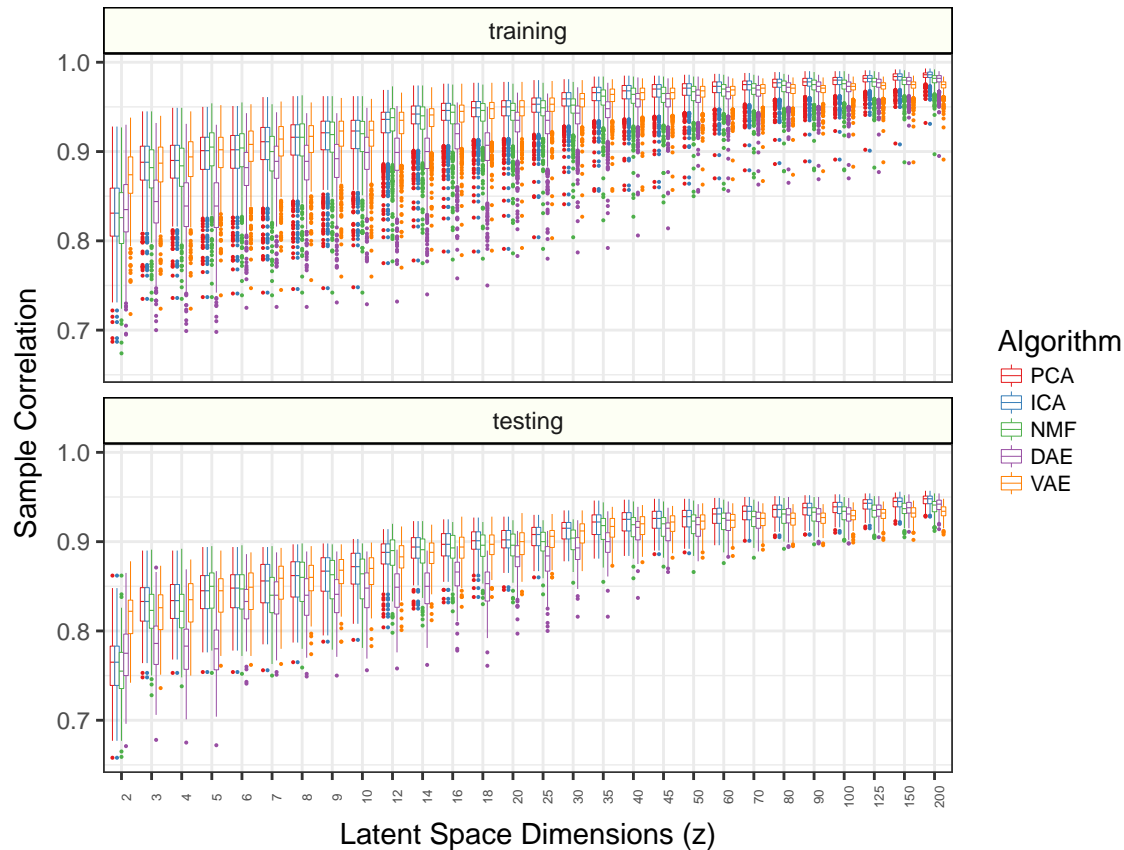 training
1.0
0.9
0.8
0.7
testing
1.0
0.9
0.8
0.7
Sample Correlation
2 3 4 5 6 7 8 9 10 12 14 16 18 20 25 30 35 40 45 50 60 70 80 90 100 125 150 200
Latent Space Dimensions (z)
Algorithm
PCA
ICA
NMF
DAE
VAE